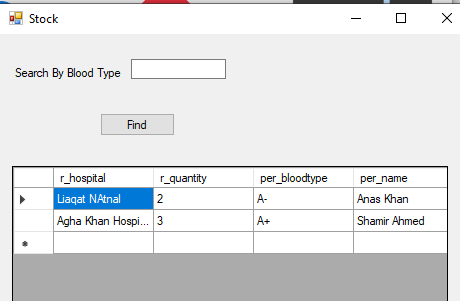 Stock
Search By Blood Type
Find
r_hospital r_quantity per_bloodtype per_name
Liaqat NAtnal 2 A- Anas Khan
Agha Khan Hospi... 3 A+ Shamir Ahmed